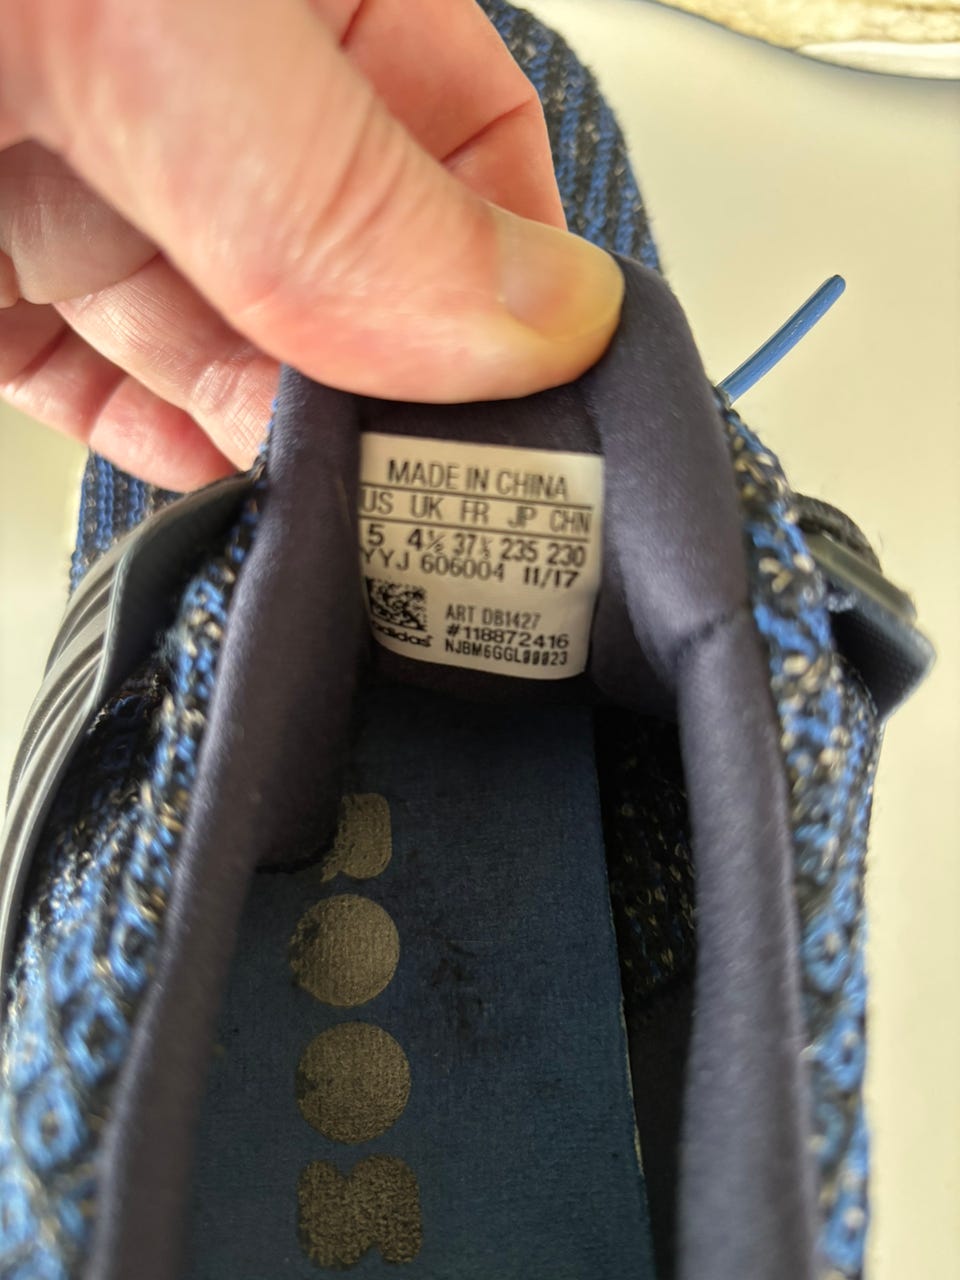 MADE IN CHINA
US UK FR JP CHN
5 4½ 37⅓ 235 230
YYJ 606004 11/17
ART DB1427
adidas #118872416
NJBM6GGL00023